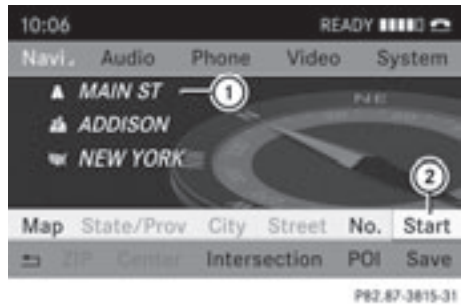 10:06 READY
Navi. Audio Phone Video System
MAIN ST 1
NE
ADDISON
NEW YORK
2
Map State/Prov City Street No. Start
ZIP Center Intersection POI Save
P82.87-3815-31